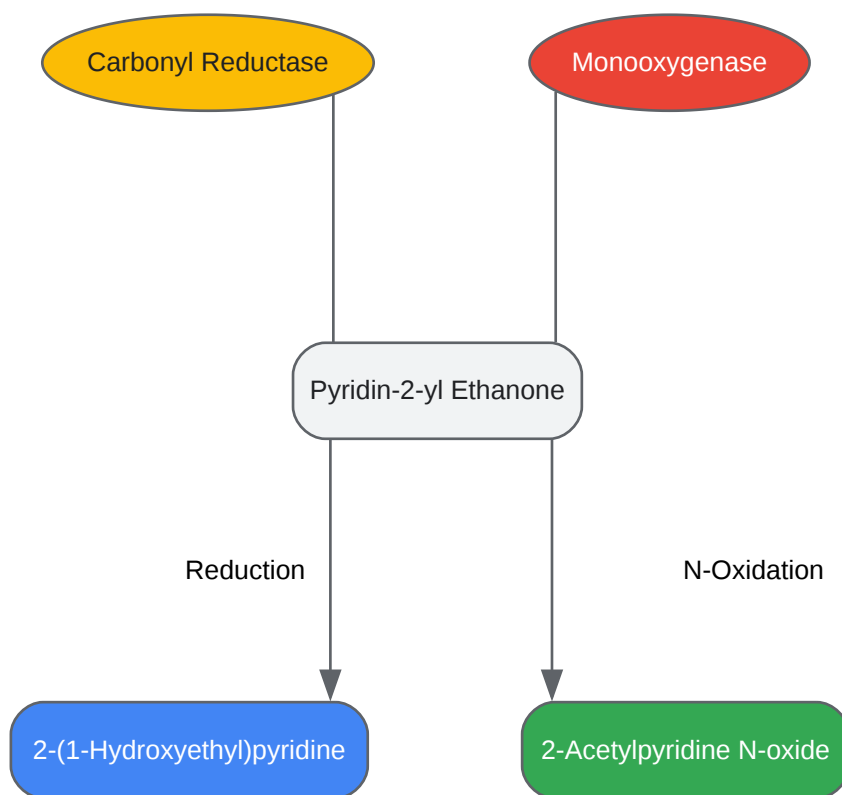 Carbonyl Reductase
Monooxygenase
Pyridin-2-yl Ethanone
Reduction
N-Oxidation
2-(1-Hydroxyethyl)pyridine
2-Acetylpyridine N-oxide